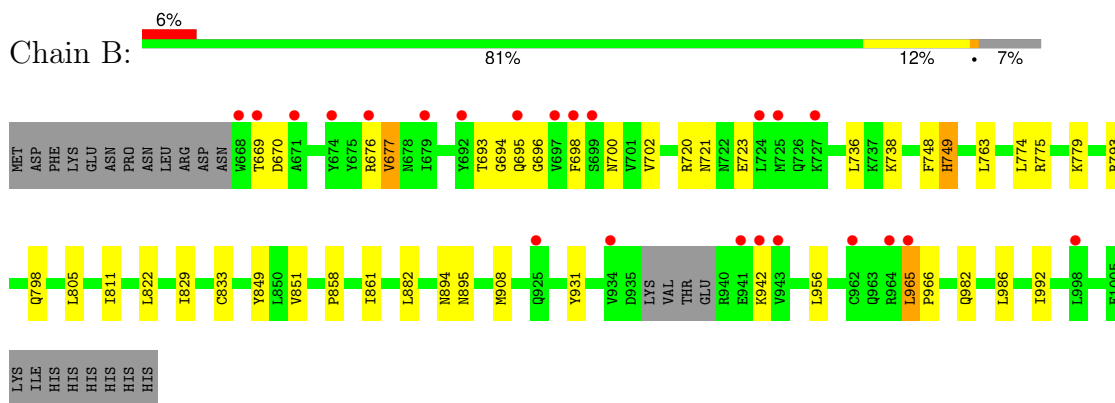 6%
Chain B:
81% 12% • 7%
MET ASP PHE LYS GLU ASN PRO ASN LEU ARG ASP ASN W668 T669 D670 A671 Y674 Y675 R676 V677 N678 I679 Y692 T693 G694 Q695 G696 V697 F698 S699 N700 V701 V702 R720 N721 N722 E723 L724 M725 Q726 K727 L736 K737 K738 F748 H749 L763 L774 R775 K779
Q798 L805 I811 L822 I829 C833 Y849 L850 V851 P858 I861 L882 N894 N895 M908 Q925 Y931 V934 D935 LYS VAL THR GLU R940 E941 K942 V943 L956 C962 Q963 R964 L965 P966 Q982 L986 I992 L998
LYS ILE HIS HIS HIS HIS HIS HIS